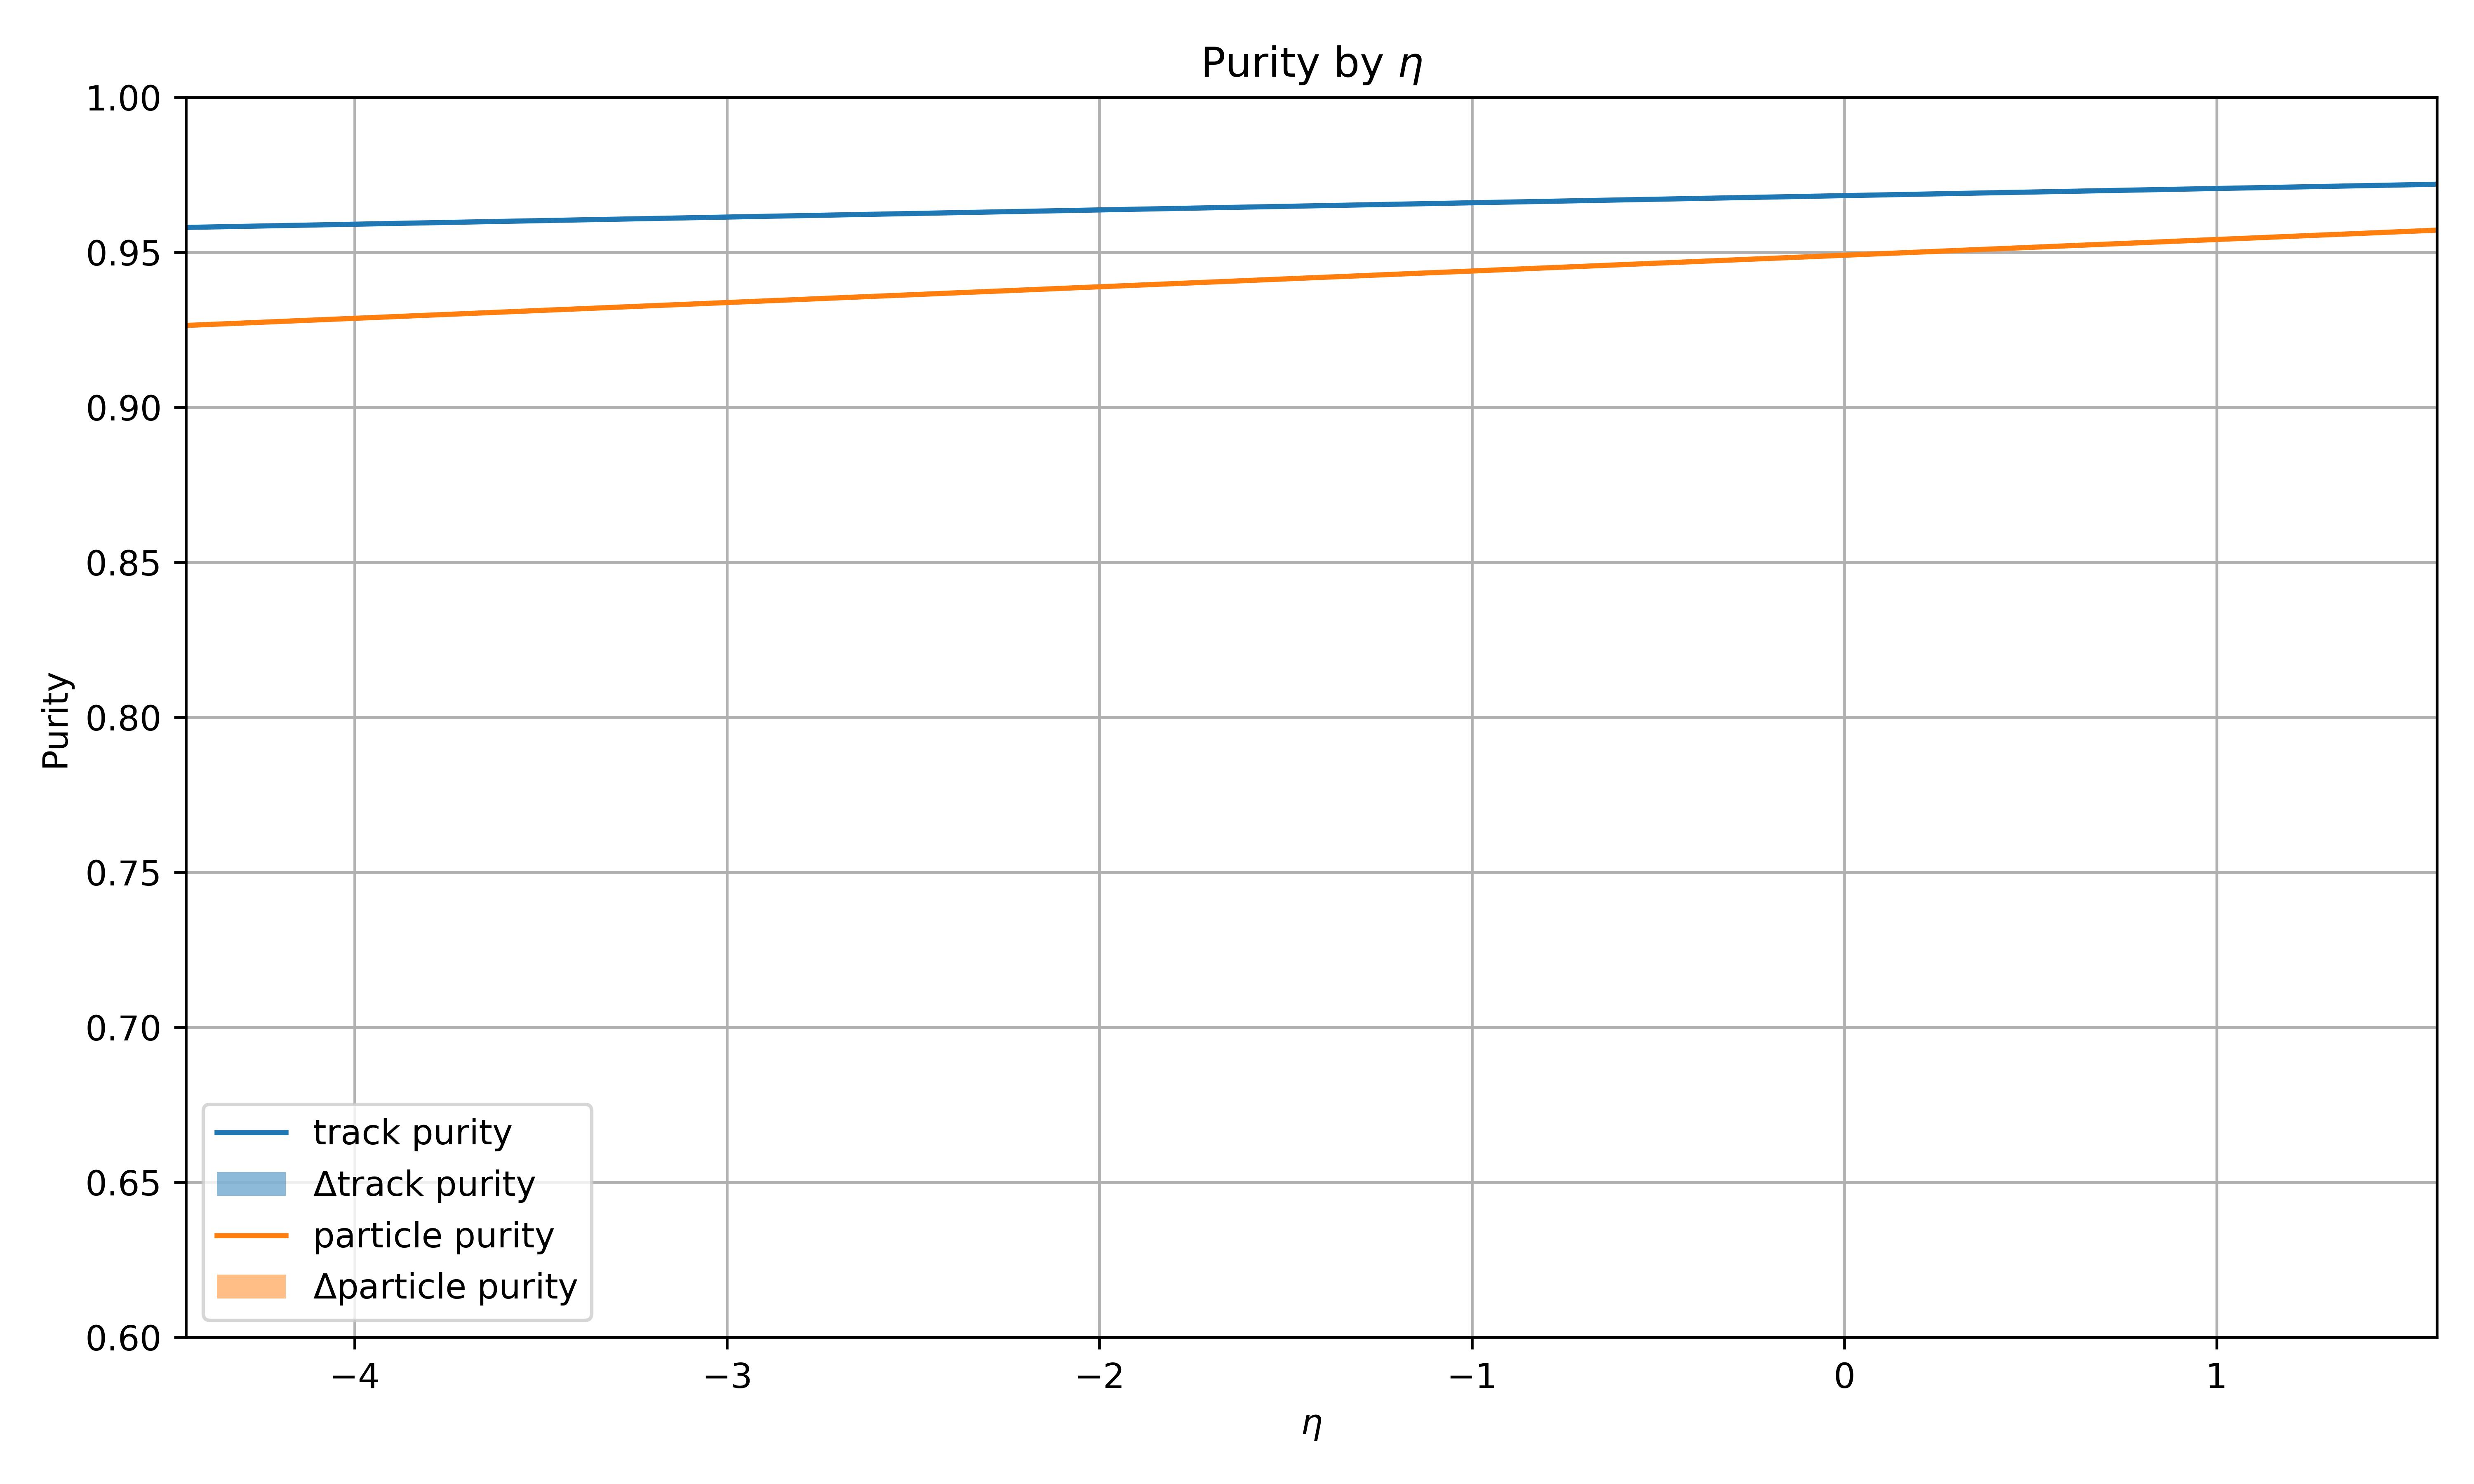 Purity by η
1.00
0.95
0.90
0.85
0.80
0.75
0.70
0.65
0.60
Purity
track purity
Δtrack purity
particle purity
Δparticle purity
−4
−3
−2
−1
0
1
η